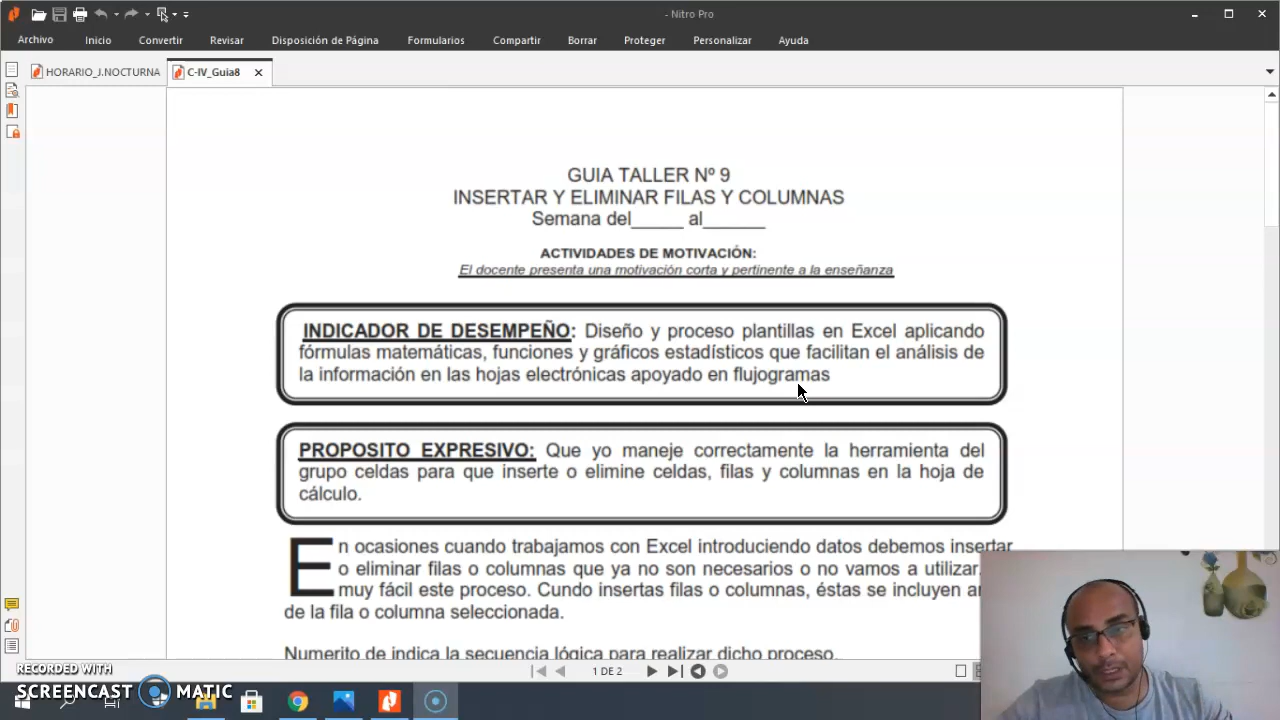 - Nitro Pro
Archivo Inicio Convertir Revisar Disposición de Página Formularios Compartir Borrar Proteger Personalizar Ayuda
HORARIO_J.NOCTURNA C-IV_Guia8
GUIA TALLER Nº 9
INSERTAR Y ELIMINAR FILAS Y COLUMNAS
Semana del_____ al______
ACTIVIDADES DE MOTIVACIÓN:
El docente presenta una motivación corta y pertinente a la enseñanza
INDICADOR DE DESEMPEÑO: Diseño y proceso plantillas en Excel aplicando
fórmulas matemáticas, funciones y gráficos estadísticos que facilitan el análisis de
la información en las hojas electrónicas apoyado en flujogramas
PROPOSITO EXPRESIVO: Que yo maneje correctamente la herramienta del
grupo celdas para que inserte o elimine celdas, filas y columnas en la hoja de
cálculo.
En ocasiones cuando trabajamos con Excel introduciendo datos debemos insertar
o eliminar filas o columnas que ya no son necesarios o no vamos a utilizar
muy fácil este proceso. Cundo insertas filas o columnas, éstas se incluyen
de la fila o columna seleccionada.
Numerito de indica la secuencia lógica para realizar dicho proceso.
1 DE 2
RECORDED WITH
SCREENCAST MATIC